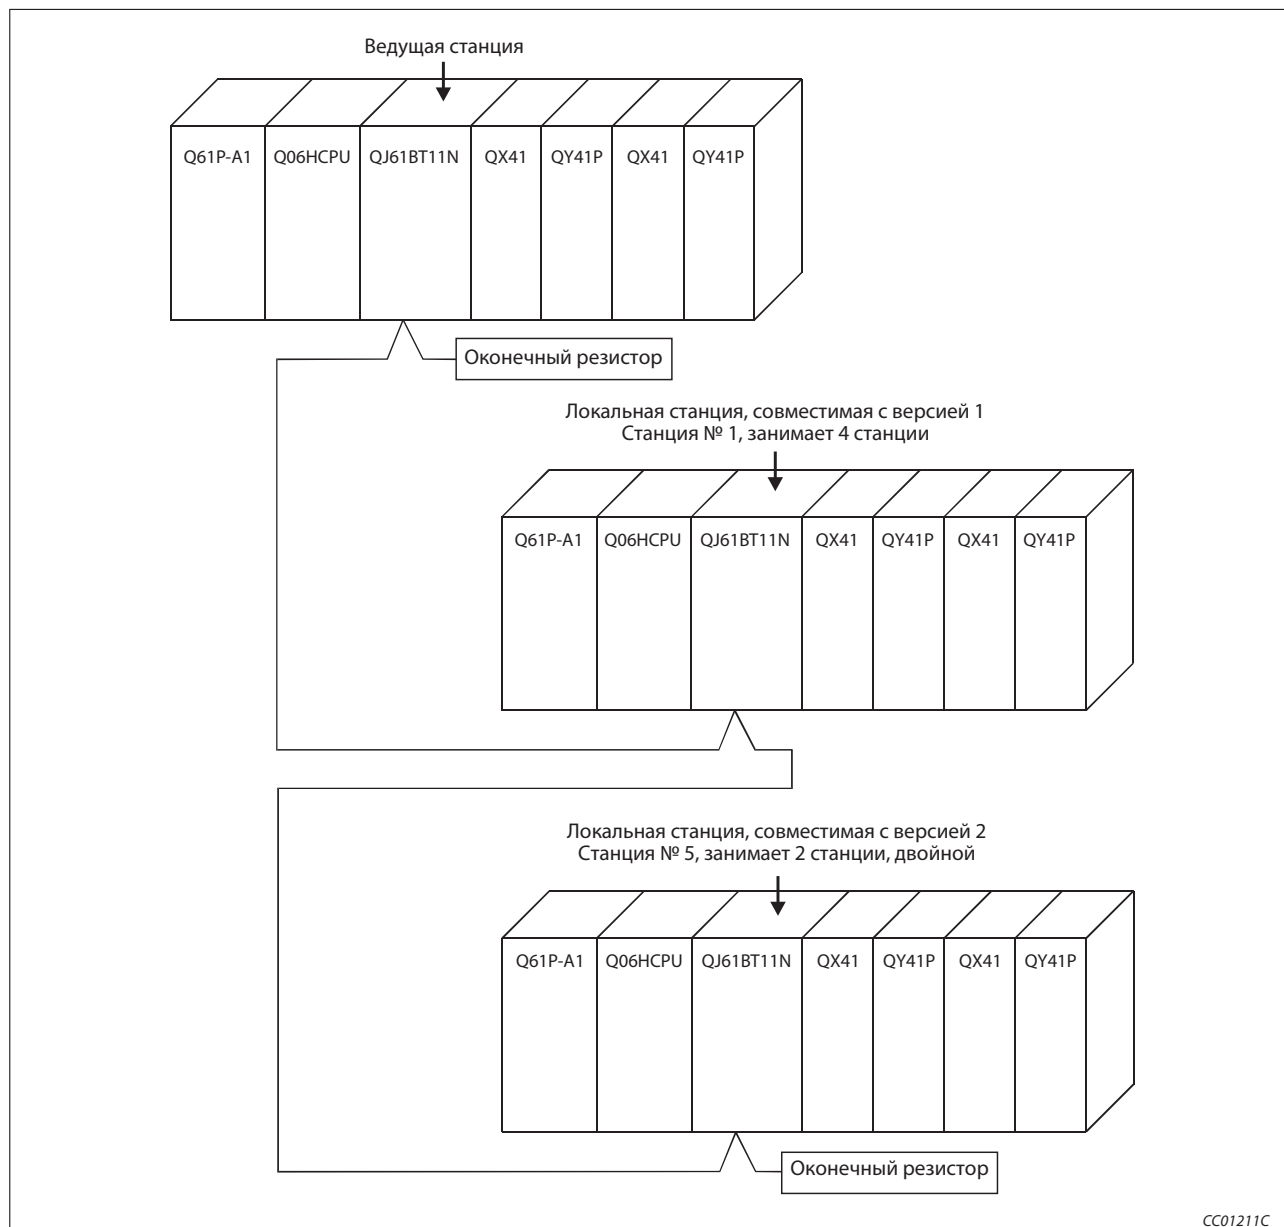 Ведущая станция
Q61P-A1 Q06HCPU QJ61BT11N QX41 QY41P QX41 QY41P
Оконечный резистор
Локальная станция, совместимая с версией 1
Станция № 1, занимает 4 станции
Q61P-A1 Q06HCPU QJ61BT11N QX41 QY41P QX41 QY41P
Локальная станция, совместимая с версией 2
Станция № 5, занимает 2 станции, двойной
Q61P-A1 Q06HCPU QJ61BT11N QX41 QY41P QX41 QY41P
Оконечный резистор
CC01211C